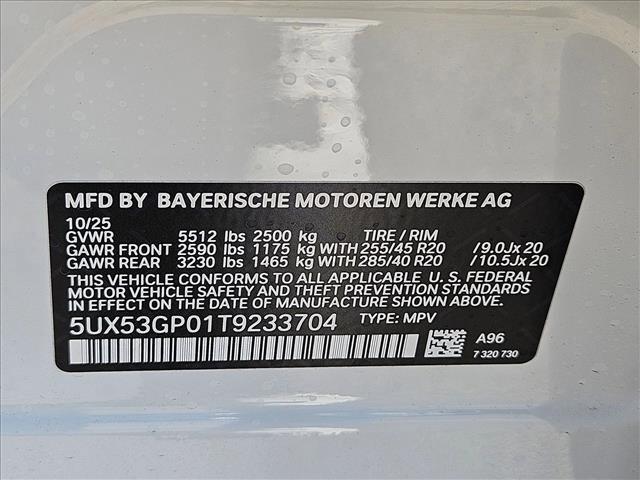 MFD BY BAYERISCHE MOTOREN WERKE AG
10/25
GVWR 5512 lbs 2500 kg TIRE / RIM
GAWR FRONT 2590 lbs 1175 kg WITH 255/45 R20 /9.0Jx 20
GAWR REAR 3230 lbs 1465 kg WITH 285/40 R20 /10.5Jx 20
THIS VEHICLE CONFORMS TO ALL APPLICABLE U. S. FEDERAL
MOTOR VEHICLE SAFETY AND THEFT PREVENTION
STANDARDS IN EFFECT ON THE DATE OF MANUFACTURE SHOWN ABOVE.
5UX53GP01T9233704 TYPE: MPV
A96
7 320 730